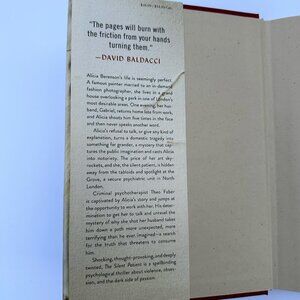 "The pages will burn with
the friction from your hands
turning them."
—DAVID BALDACCI
Alicia Berenson's life is seemingly perfect.
A famous painter married to an in-demand
fashion photographer, she lives in a grand
house overlooking a park in one of London's
most desirable areas. One evening, her hus-
band, Gabriel, returns home late from work,
and Alicia shoots him five times in the face
and then never speaks another word.
Alicia's refusal to talk, or give any kind of
explanation, turns a domestic tragedy into
something far grander, a mystery that cap-
tures the public imagination and casts Alicia
into notoriety. The price of her art sky-
rockets, and she, the silent patient, is hidden
away from the tabloids and spotlight at the
Grove, a secure psychiatric unit in North
London.
Criminal psychotherapist Theo Faber
is captivated by Alicia's story and jumps at
the opportunity to work with her. His deter-
mination to get her to talk and unravel the
mystery of why she shot her husband takes
him down a path more unexpected, more
terrifying than he ever imagined—a search
for the truth that threatens to consume
him.
Shocking, thought-provoking, and deeply
twisted, The Silent Patient is a spellbinding
psychological thriller about violence, obses-
sion, and the dark side of passion.